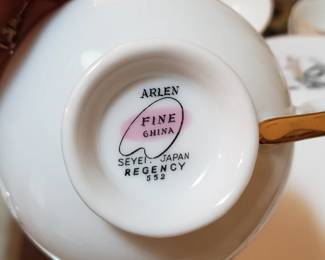 ARLEN
FINE
CHINA
SEYEI, JAPAN
REGENCY
552